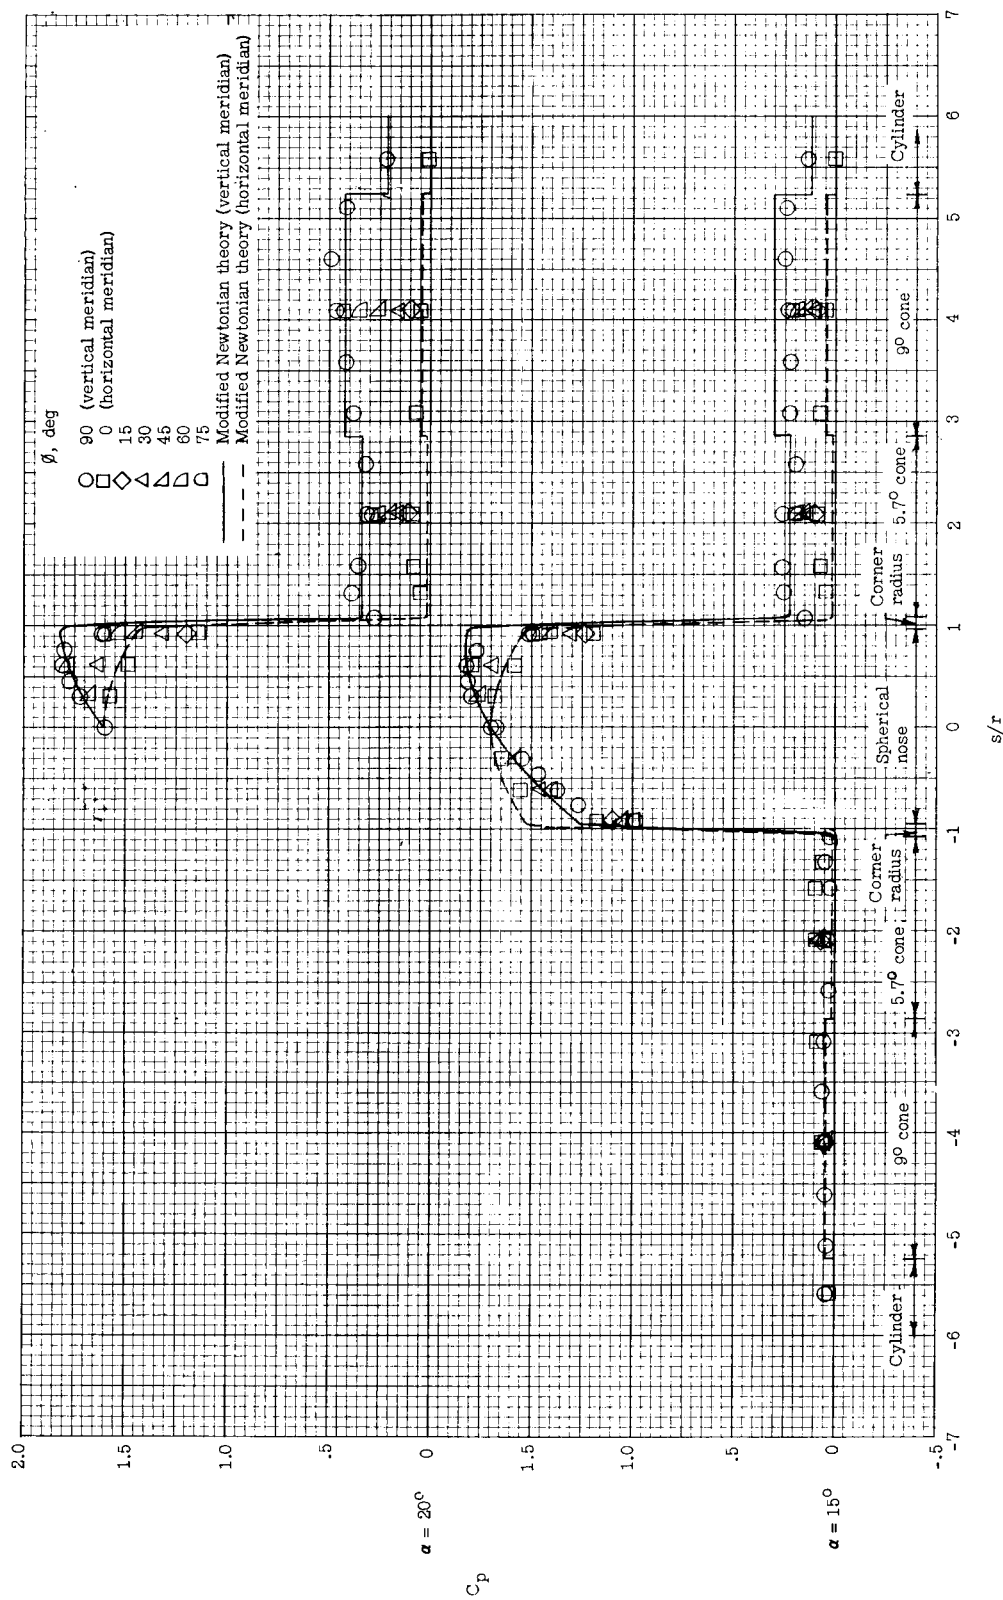 ø, deg
90 (vertical meridian)
0 (horizontal meridian)
15
30
45
60
75
Modified Newtonian theory (vertical meridian)
Modified Newtonian theory (horizontal meridian)
2.0
1.5
1.0
.5
0
α = 20°
Cp
1.5
1.0
.5
0
-.5
α = 15°
Cylinder
9° cone
5.7° cone
Corner radius
Spherical nose
Corner radius
5.7° cone
9° cone
Cylinder
-7 -6 -5 -4 -3 -2 -1 0 1 2 3 4 5 6 7
s/r